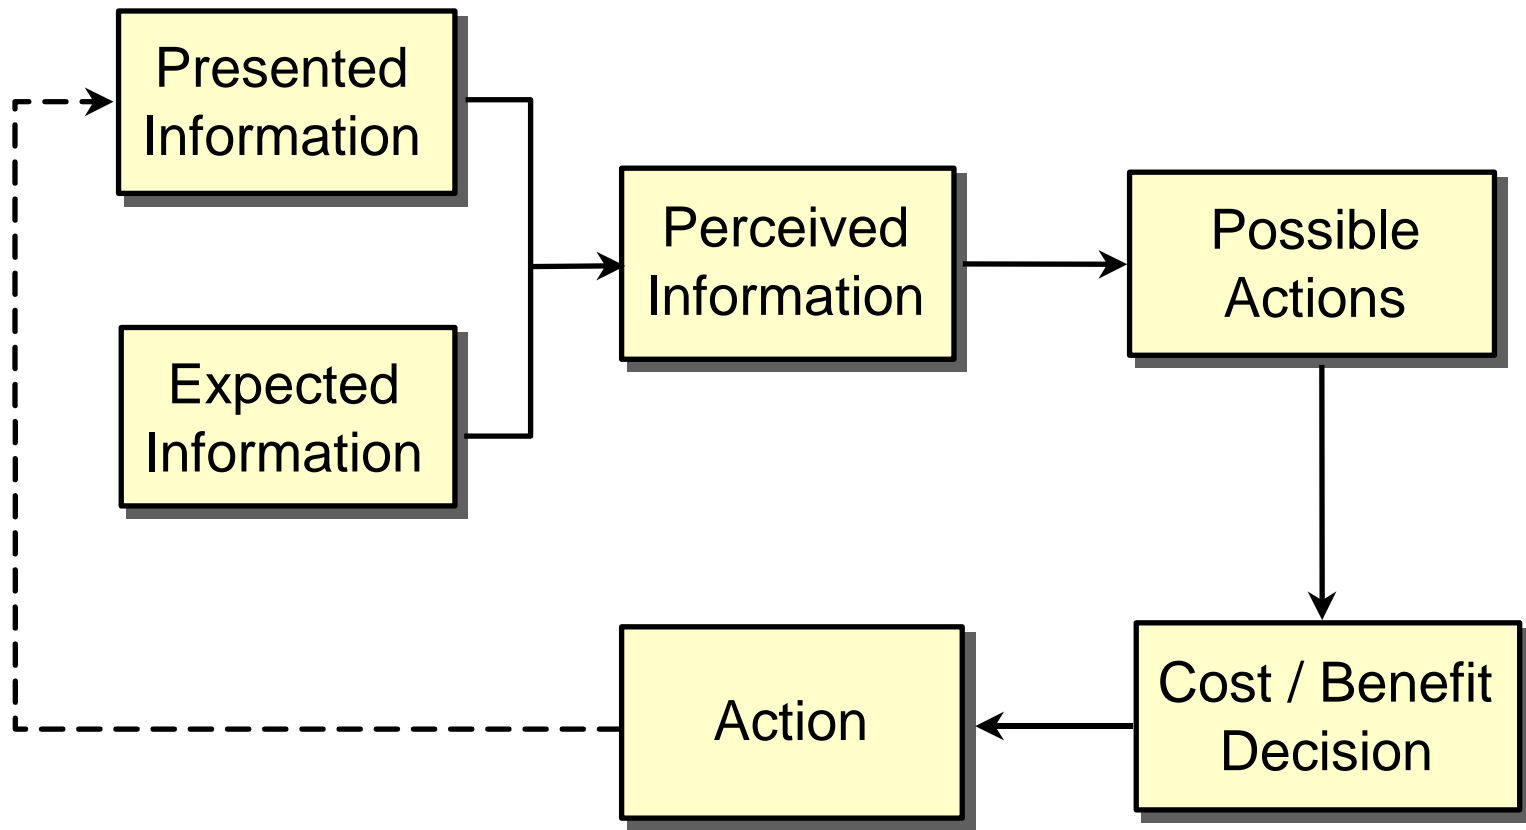 Presented
Information
Perceived
Information
Possible
Actions
Expected
Information
Action
Cost / Benefit
Decision